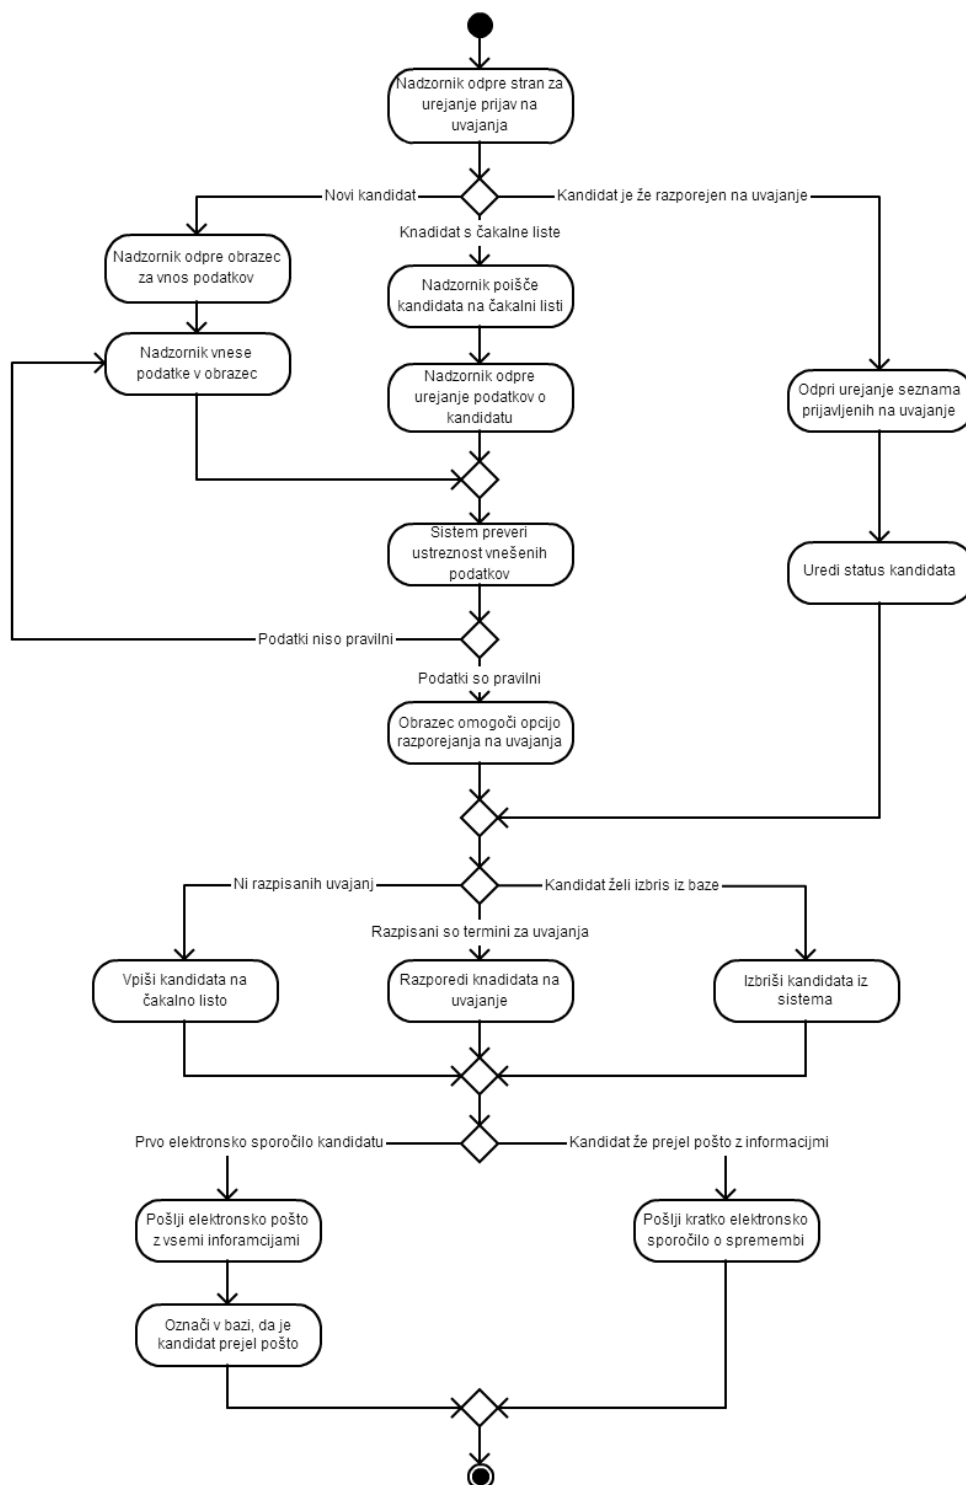 Nadzornik odpre stran za
urejanje prijav na
uvajanja
Novi kandidat
Kandidat je že razporejen na uvajanje
Knadidat s čakalne liste
Nadzornik odpre obrazec
za vnos podatkov
Nadzornik poišče
kandidata na čakalni listi
Nadzornik vnese
podatke v obrazec
Nadzornik odpre
urejanje podatkov o
kandidatu
Odpri urejanje seznama
prijavljenih na uvajanje
Sistem preveri
ustreznost vnešenih
podatkov
Uredi status kandidata
Podatki niso pravilni
Podatki so pravilni
Obrazec omogoči opcijo
razporejanja na uvajanja
Ni razpisanih uvajanj
Kandidat želi izbris iz baze
Razpisani so termini za uvajanja
Vpiši kandidata na
čakalno listo
Razporedi knadidata na
uvajanje
Izbriši kandidata iz
sistema
Prvo elektronsko sporočilo kandidatu
Kandidat že prejel pošto z informacijmi
Pošlji elektronsko pošto
z vsemi inforamcijami
Pošlji kratko elektronsko
sporočilo o spremembi
Označi v bazi, da je
kandidat prejel pošto